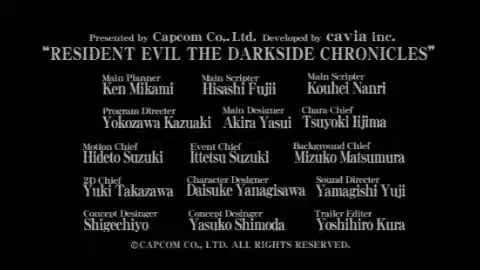 Presented by Capcom Co,. Ltd. Developed by cavia inc.
“RESIDENT EVIL THE DARKSIDE CHRONICLES”
Main Planner Main Scripter Main Scripter
Ken Mikami Hisashi Fujii Kouhei Nanri
Program Directer Main Designer Chara Chief
Yokozawa Kazuaki Akira Yasui Tsuyoki Iijima
Motion Chief Event Chief Background Chief
Hideto Suzuki Ittetsu Suzuki Mizuko Matsumura
2D Chief Character Designer Sound Directer
Yuki Takazawa Daisuke Yanagisawa Yamagishi Yuji
Concept Desinger Concept Desinger Trailer Editer
Shigechiyo Yasuko Shimoda Yoshihiro Kura
©CAPCOM CO., LTD. ALL RIGHTS RESERVED.